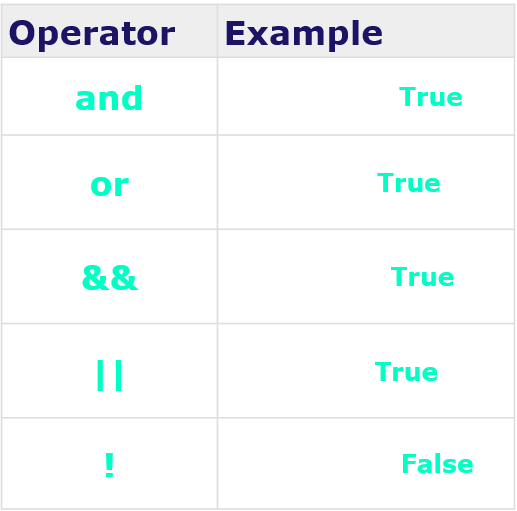 Operator Example
and True
or True
&& True
|| True
! False